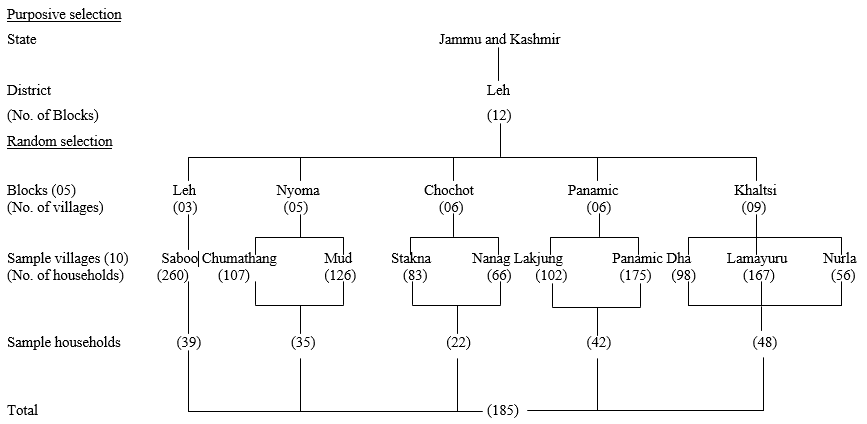 Purposive selection
State Jammu and Kashmir
District Leh
(No. of Blocks) (12)
Random selection
Blocks (05) Leh Nyoma Chochot Panamic Khaltsi
(No. of villages) (03) (05) (06) (06) (09)
Sample villages (10) Saboo Chumathang Mud Stakna Nanag Lakjung Panamic Dha Lamayuru Nurla
(No. of households) (260) (107) (126) (83) (66) (102) (175) (98) (167) (56)
Sample households (39) (35) (22) (42) (48)
Total (185)